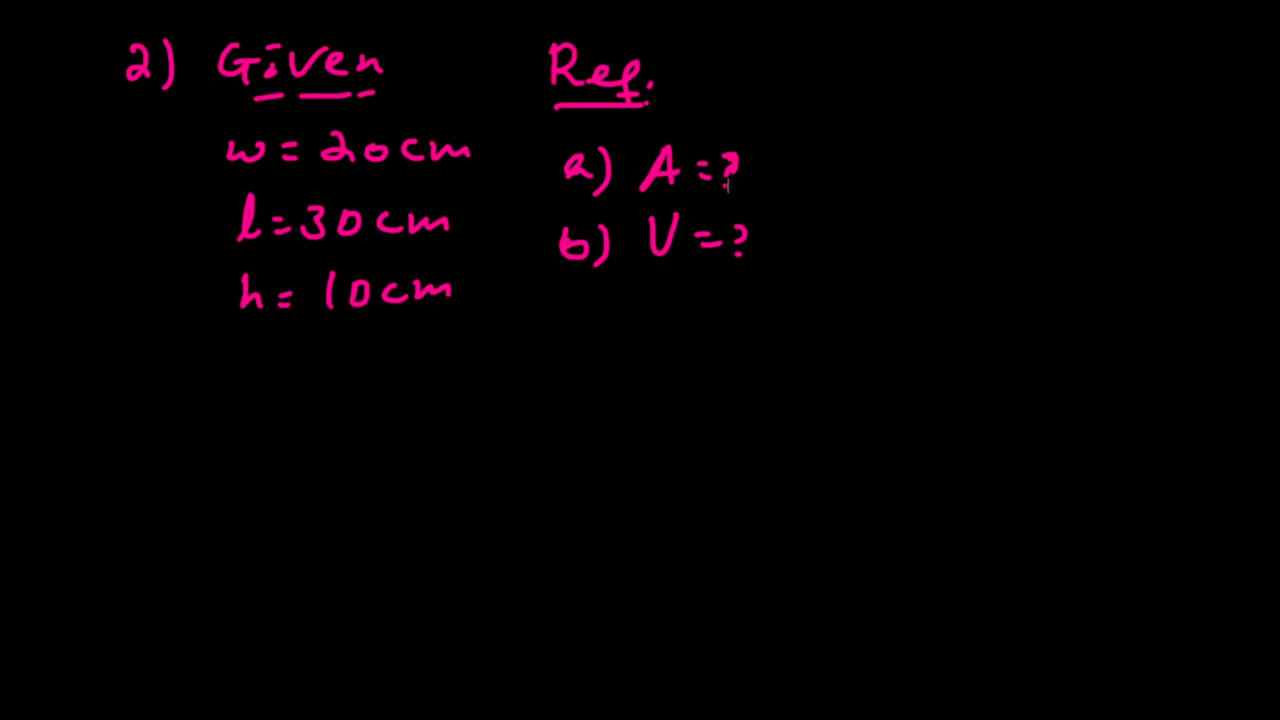 2) Given
w = 20cm
l = 30cm
h = 10cm
Req.
a) A = ?
b) V = ?